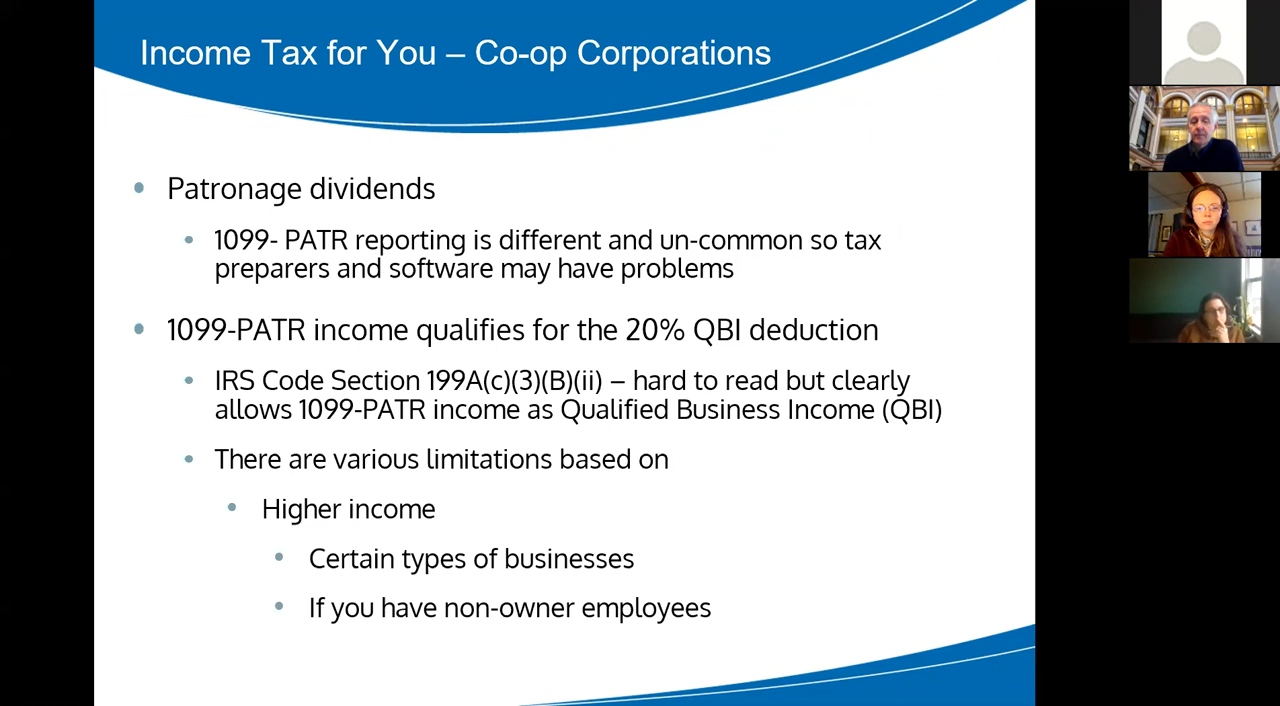 Income Tax for You – Co-op Corporations
• Patronage dividends
• 1099- PATR reporting is different and un-common so tax
preparers and software may have problems
• 1099-PATR income qualifies for the 20% QBI deduction
• IRS Code Section 199A(c)(3)(B)(ii) – hard to read but clearly
allows 1099-PATR income as Qualified Business Income (QBI)
• There are various limitations based on
• Higher income
• Certain types of businesses
• If you have non-owner employees